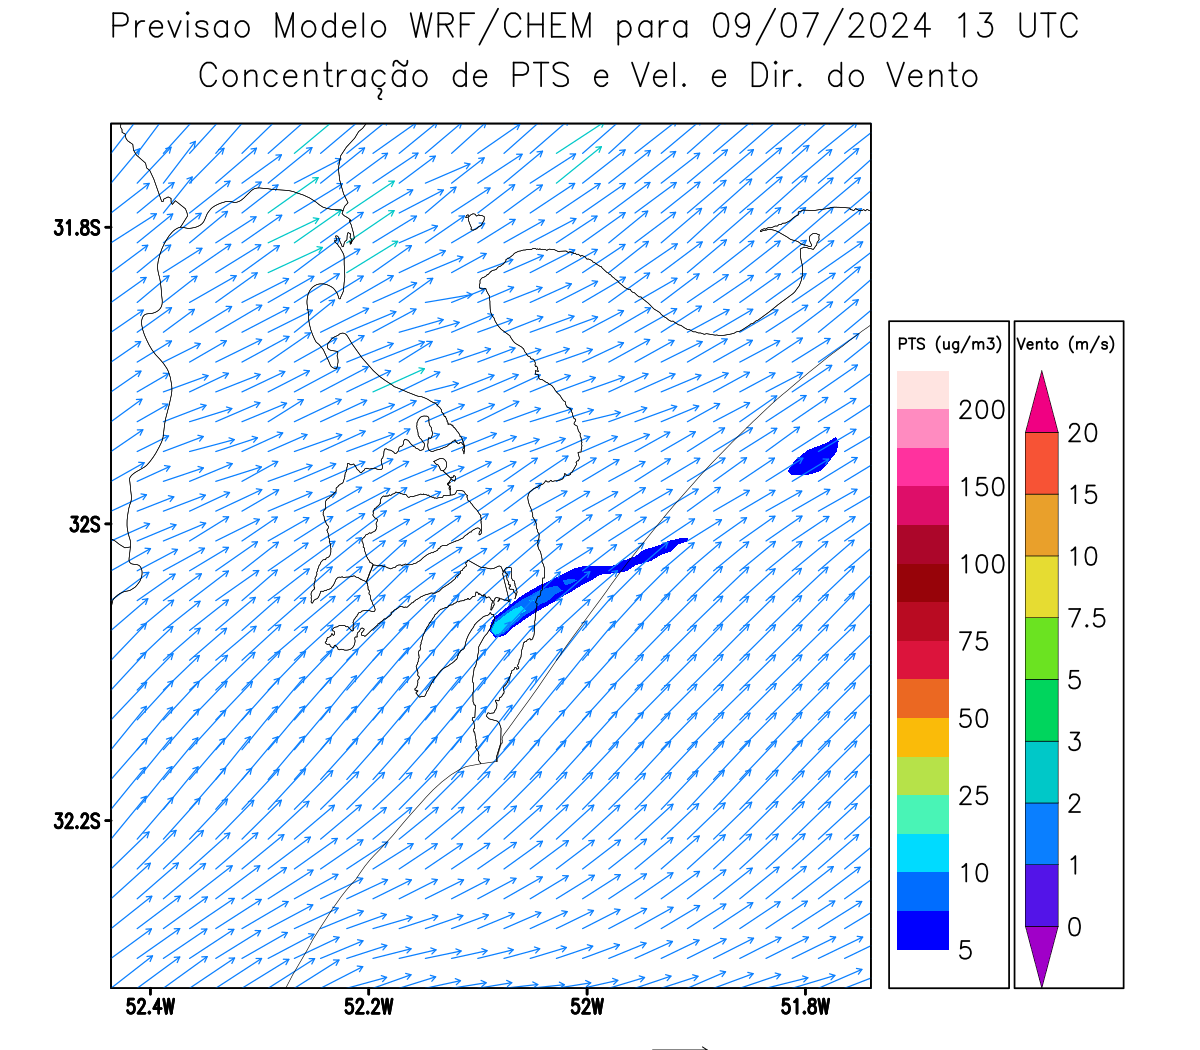 Previsao Modelo WRF/CHEM para 09/07/2024 13 UTC
Concentração de PTS e Vel. e Dir. do Vento
31.8S
32S
32.2S
52.4W
52.2W
52W
51.8W
PTS (ug/m3)
200
150
100
75
50
25
10
5
Vento (m/s)
20
15
10
7.5
5
3
2
1
0